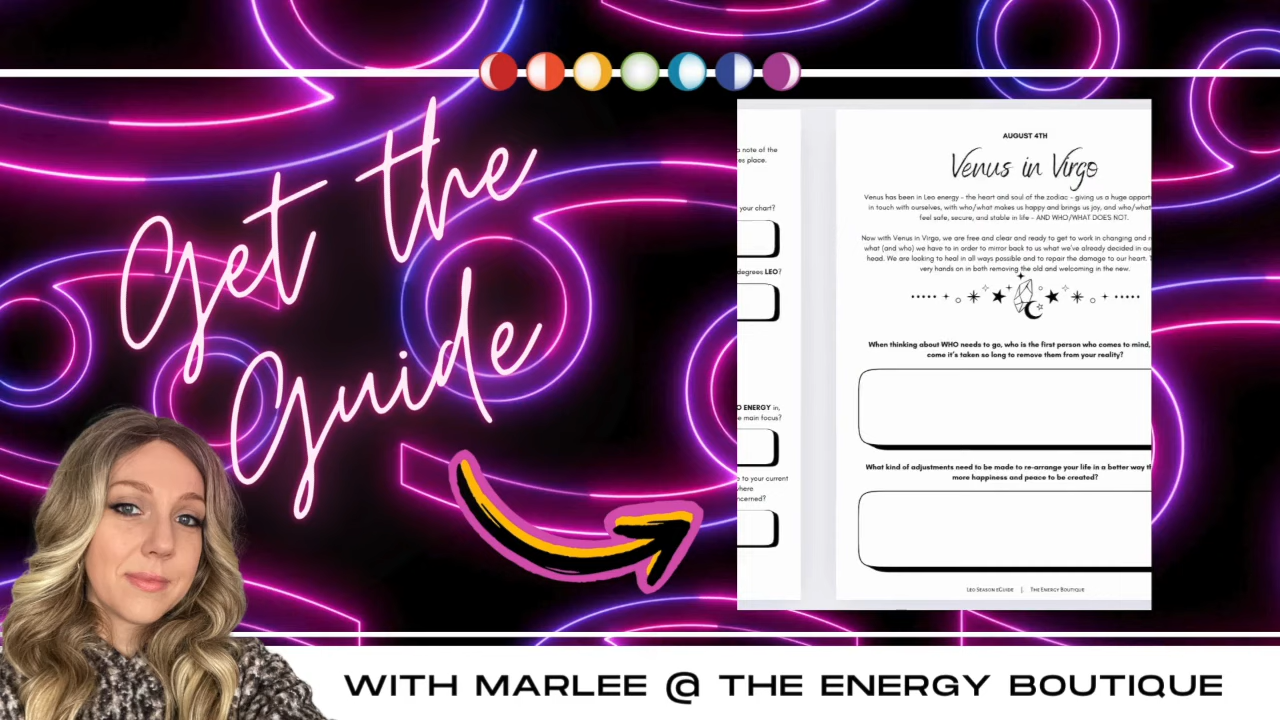 Get the
Guide
o note of the
es place.
your chart?
degrees LEO?
O ENERGY in,
e main focus?
o to your current
where
ncerned?
AUGUST 4TH
Venus in Virgo
Venus has been in Leo energy - the heart and soul of the zodiac - giving us a huge opport
in touch with ourselves, with who/what makes us happy and brings us joy, and who/what
feel safe, secure, and stable in life - AND WHO/WHAT DOES NOT.
Now with Venus in Virgo, we are free and clear and ready to get to work in changing and r
what (and who) we have to in order to mirror back to us what we've already decided in ou
head. We are looking to heal in all ways possible and to repair the damage to our heart. T
very hands on in both removing the old and welcoming in the new.
When thinking about WHO needs to go, who is the first person who comes to mind,
come it's taken so long to remove them from your reality?
What kind of adjustments need to be made to re-arrange your life in a better way th
more happiness and peace to be created?
LEO SEASON EGUIDE | THE ENERGY BOUTIQUE
WITH MARLEE @ THE ENERGY BOUTIQUE